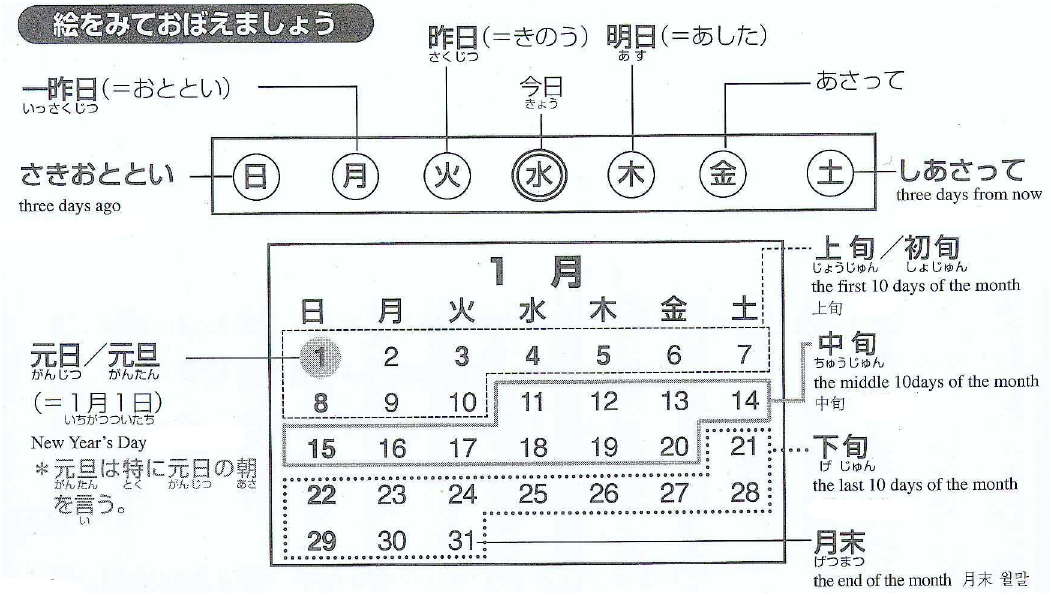 絵をみておぼえましょう
昨日(=きのう)
さくじつ
明日(=あした)
あす
一昨日(=おととい)
いっさくじつ
今日
きょう
あさって
さきおととい
three days ago
日 月 火 水 木 金 土
しあさって
three days from now
1月
日 月 火 水 木 金 土
1 2 3 4 5 6 7
8 9 10 11 12 13 14
15 16 17 18 19 20 21
22 23 24 25 26 27 28
29 30 31
元日/元旦
がんじつ がんたん
(=1月1日)
いちがつついたち
New Year's Day
*元旦は特に元日の朝
がんたん とく がんじつ あさ
を言う。
い
上旬/初旬
じょうじゅん しょじゅん
the first 10 days of the month
上旬
中旬
ちゅうじゅん
the middle 10days of the month
中旬
下旬
げじゅん
the last 10 days of the month
月末
げつまつ
the end of the month 月末 월말